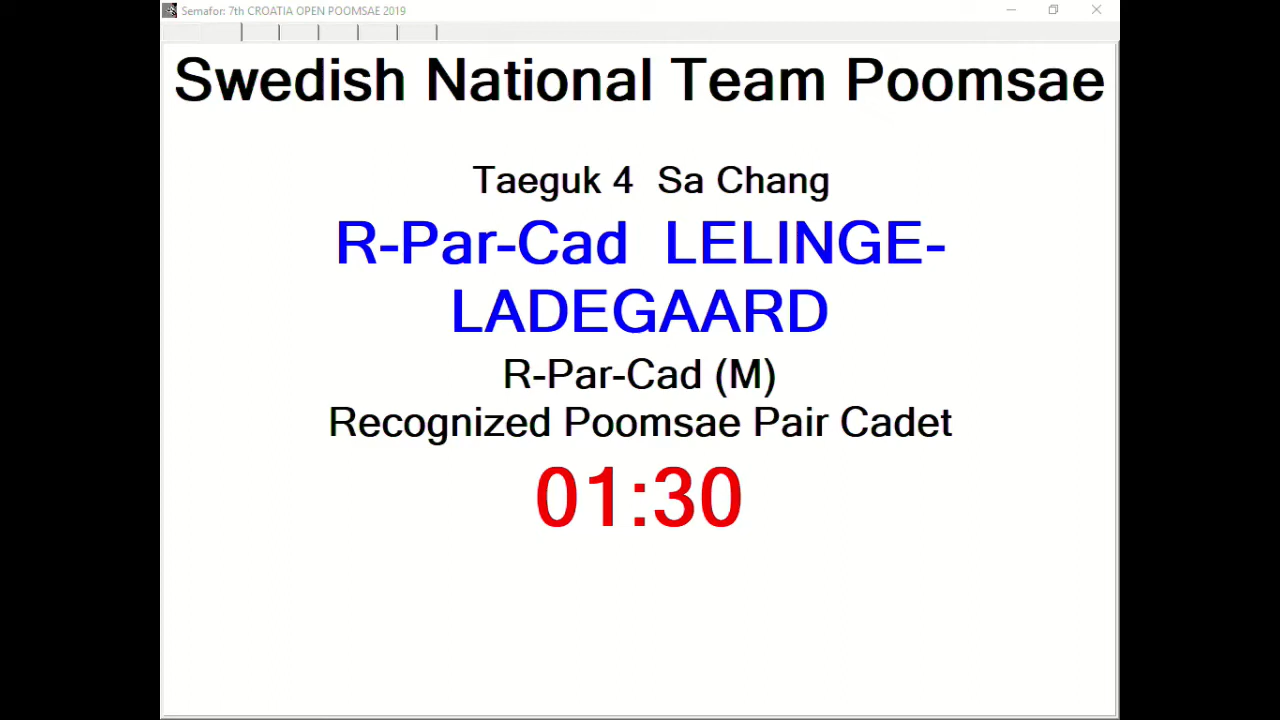 Semafor: 7th CROATIA OPEN POOMSAE 2019
Swedish National Team Poomsae
Taeguk 4 Sa Chang
R-Par-Cad LELINGE-
LADEGAARD
R-Par-Cad (M)
Recognized Poomsae Pair Cadet
01:30